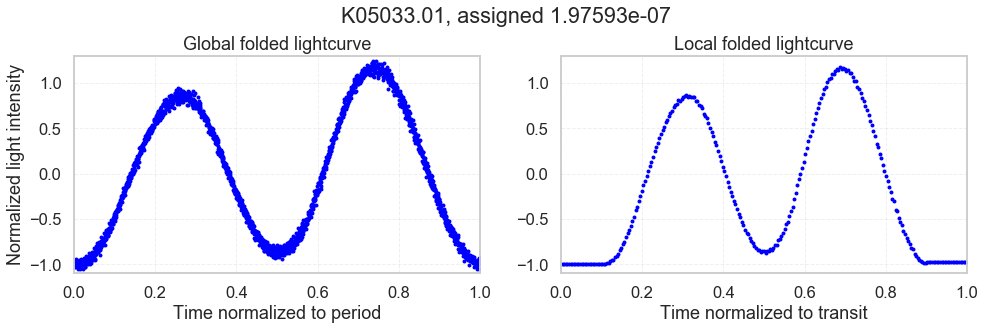 K05033.01, assigned 1.97593e-07
Global folded lightcurve
Normalized light intensity
1.0
0.5
0.0
−0.5
−1.0
0.0 0.2 0.4 0.6 0.8 1.0
Time normalized to period
Local folded lightcurve
1.0
0.5
0.0
−0.5
−1.0
0.0 0.2 0.4 0.6 0.8 1.0
Time normalized to transit